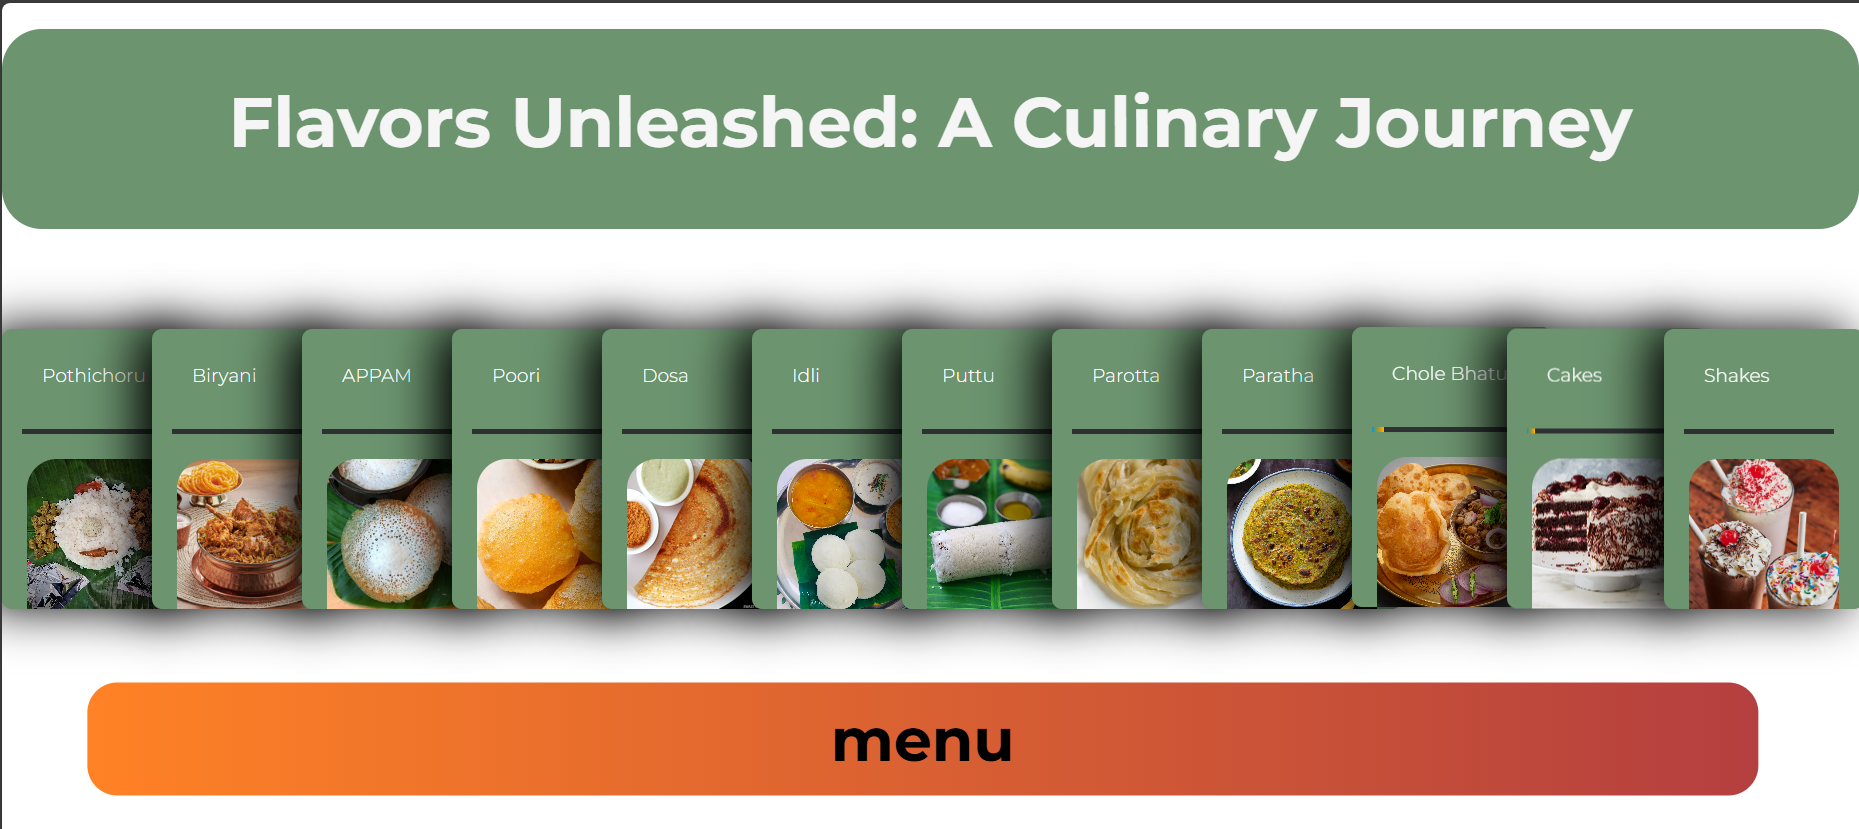 Flavors Unleashed: A Culinary Journey
Pothichoru
Biryani
APPAM
Poori
Dosa
Idli
Puttu
Parotta
Paratha
Chole Bhatu
Cakes
Shakes
menu